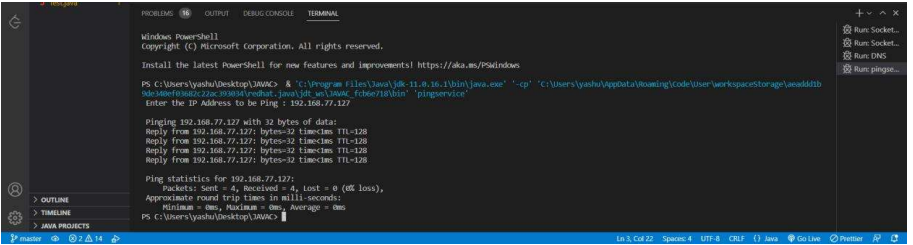 Test.java
PROBLEMS 16 OUTPUT DEBUG CONSOLE TERMINAL
Windows PowerShell
Copyright (C) Microsoft Corporation. All rights reserved.
Install the latest PowerShell for new features and improvements! https://aka.ms/PSWindows
PS C:\Users\yashu\Desktop\JAVAC> & 'C:\Program Files\Java\jdk-11.0.16.1\bin\java.exe' '-cp' 'C:\Users\yashu\AppData\Roaming\Code\User\workspaceStorage\aeaddd1b
9de340ef03682c22ac393034\redhat.java\jdt_ws\JAVAC_fcb6e718\bin' 'pingservice'
Enter the IP Address to be Ping : 192.168.77.127
Pinging 192.168.77.127 with 32 bytes of data:
Reply from 192.168.77.127: bytes=32 time<1ms TTL=128
Reply from 192.168.77.127: bytes=32 time<1ms TTL=128
Reply from 192.168.77.127: bytes=32 time<1ms TTL=128
Reply from 192.168.77.127: bytes=32 time<1ms TTL=128
Ping statistics for 192.168.77.127:
Packets: Sent = 4, Received = 4, Lost = 0 (0% loss),
Approximate round trip times in milli-seconds:
Minimum = 0ms, Maximum = 0ms, Average = 0ms
PS C:\Users\yashu\Desktop\JAVAC>
Run: Socket...
Run: Socket...
Run: DNS
Run: pingse...
> OUTLINE
> TIMELINE
> JAVA PROJECTS
master 2 14
Ln 3, Col 22 Spaces: 4 UTF-8 CRLF {} Java Go Live Prettier